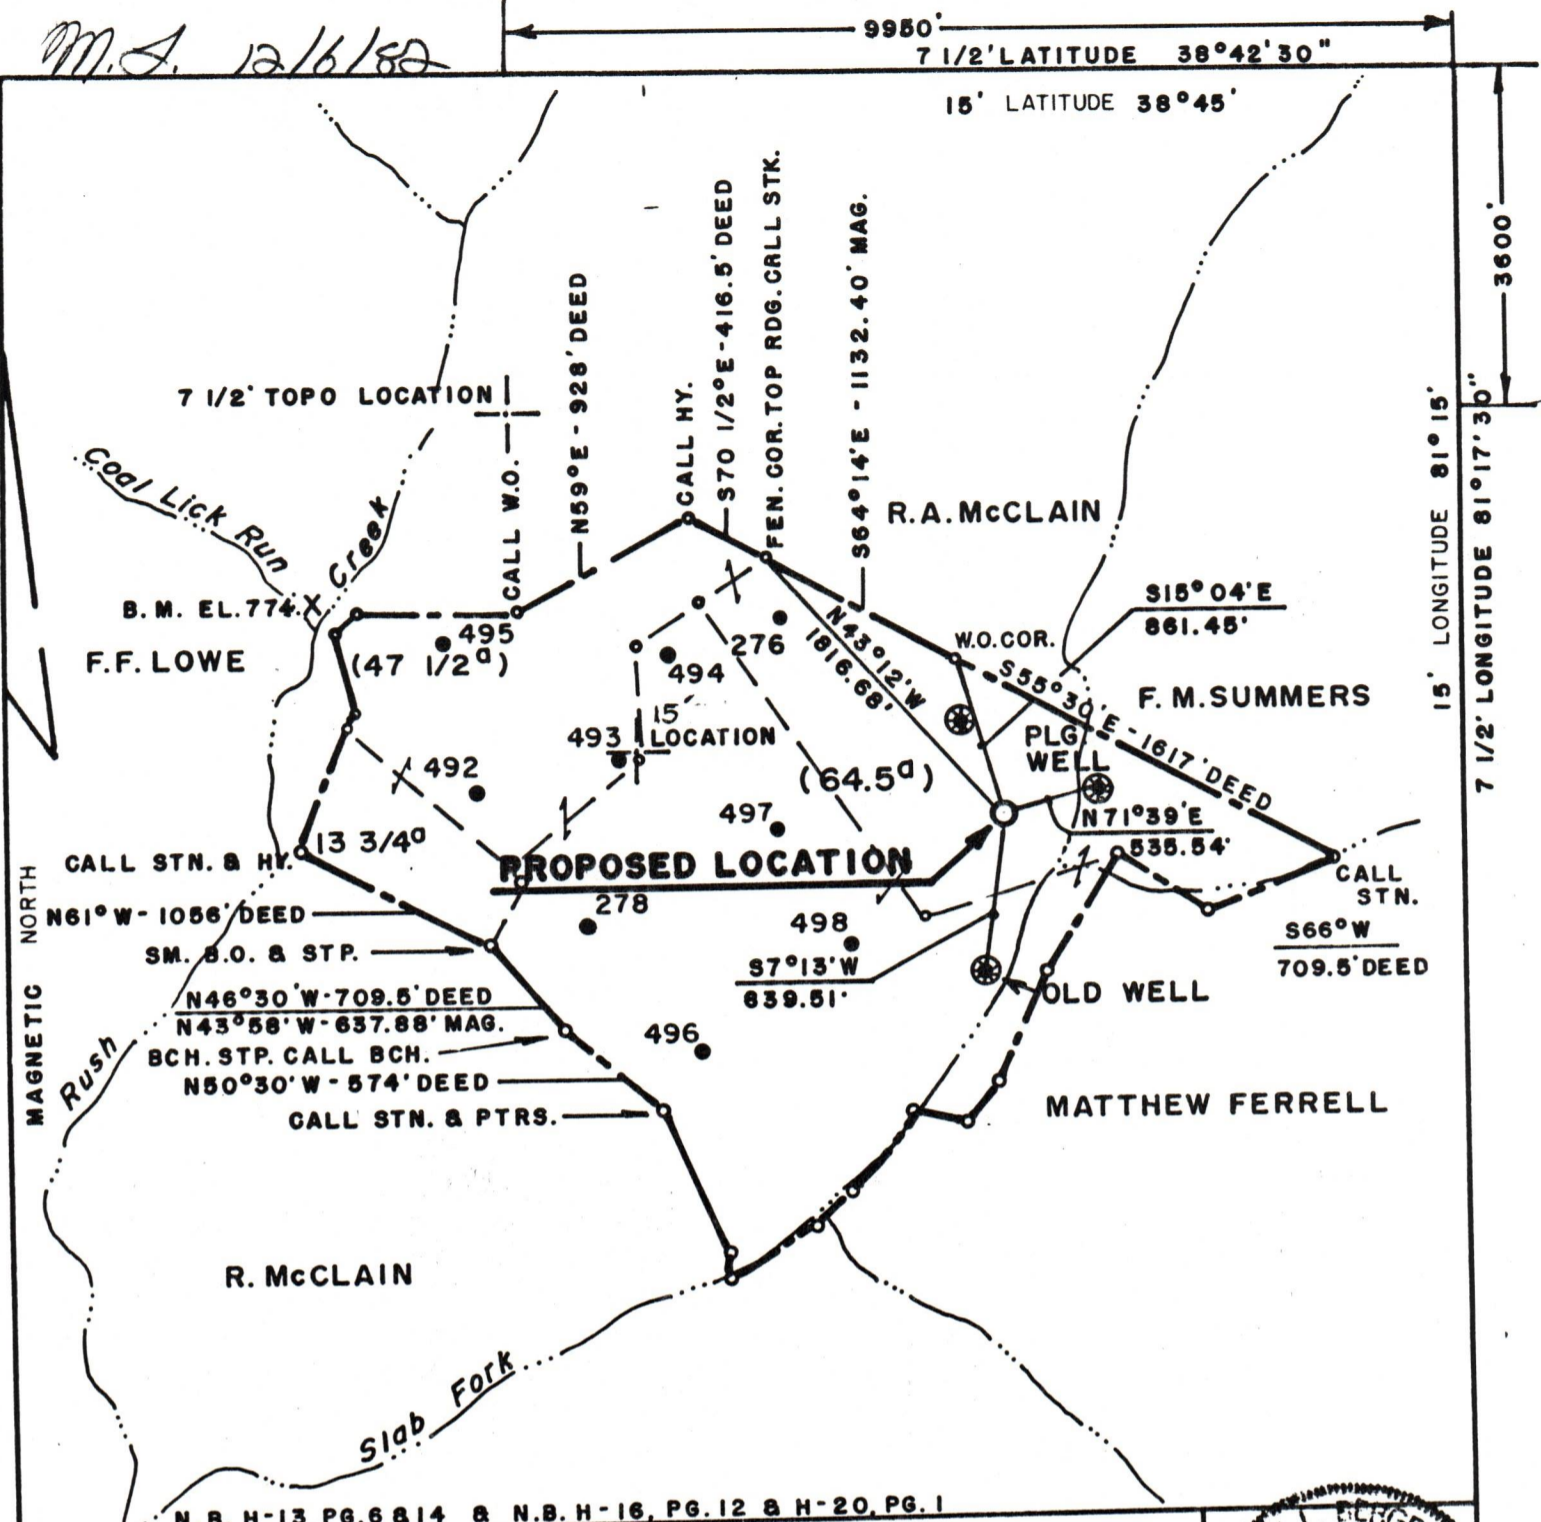 M.S. 12/6/82
9950'
7 1/2' LATITUDE 38°42'30"
15' LATITUDE 38°45'
3600'
15' LONGITUDE 81°15'
7 1/2' LONGITUDE 81°17'30"
7 1/2' TOPO LOCATION
CALL W.O.
N59°E - 928' DEED
CALL HY.
S70 1/2°E - 416.5' DEED
FEN. COR. TOP RDG. CRLL STK.
S64°14'E - 1132.40' MAG.
Coal Lick Run
Creek
R.A. McCLAIN
B. M. EL. 774 X
F.F. LOWE
495
(47 1/2a)
276
494
N43°12'W
1816.68'
W.O. COR.
S15°04'E
861.45'
S55°30'E - 1617' DEED
F. M. SUMMERS
PLG
WELL
15'
LOCATION
493
492
(64.5a)
497
N71°39'E
535.54'
13 3/4a
CALL STN. & HY.
PROPOSED LOCATION
CALL
STN.
N61°W - 1056' DEED
278
498
S66°W
709.5' DEED
SM. B.O. & STP.
S7°13'W
639.51'
OLD WELL
N46°30'W - 709.5' DEED
N43°58'W - 637.88' MAG.
496
BCH. STP. CALL BCH.
N50°30'W - 574' DEED
CALL STN. & PTRS.
MAGNETIC NORTH
Rush
MATTHEW FERRELL
R. McCLAIN
Slab Fork
N.B. H-13 PG. 6 & 14 & N.B. H-16, PG. 12 & H-20, PG. 1